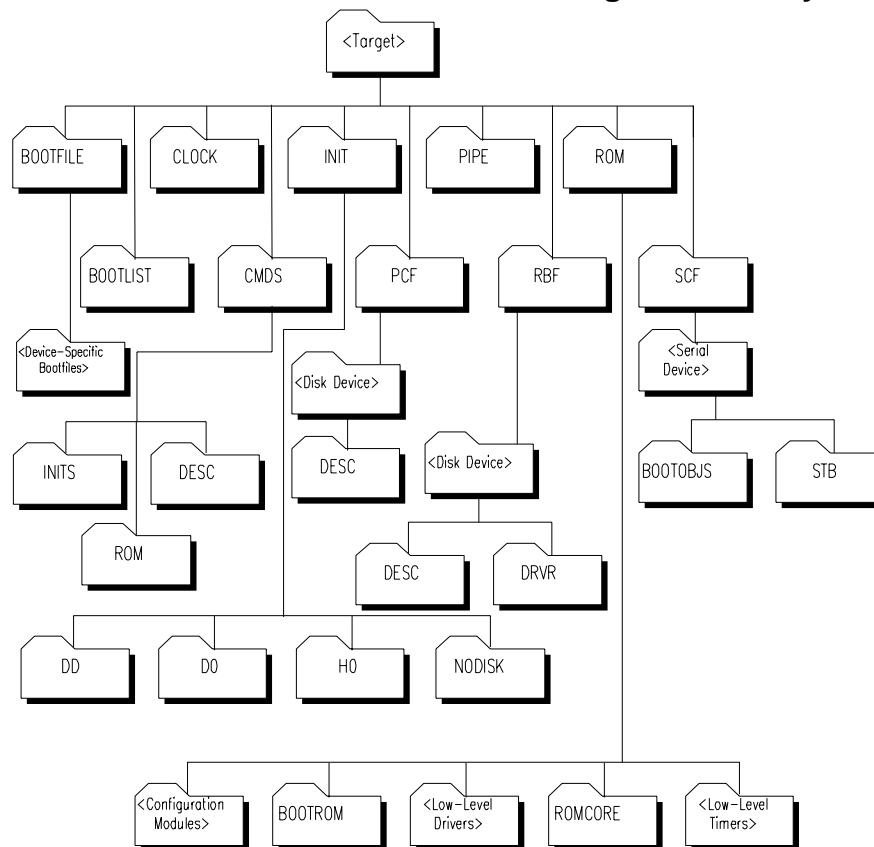 <Target>
BOOTFILE
CLOCK
INIT
PIPE
ROM
BOOTLIST
CMDS
PCF
RBF
SCF
<Device-Specific
Bootfiles>
<Disk Device>
<Serial
Device>
INITS
DESC
DESC
<Disk Device>
BOOTOBJS
STB
ROM
DESC
DRVR
DD
D0
H0
NODISK
<Configuration
Modules>
BOOTROM
<Low-Level
Drivers>
ROMCORE
<Low-Level
Timers>